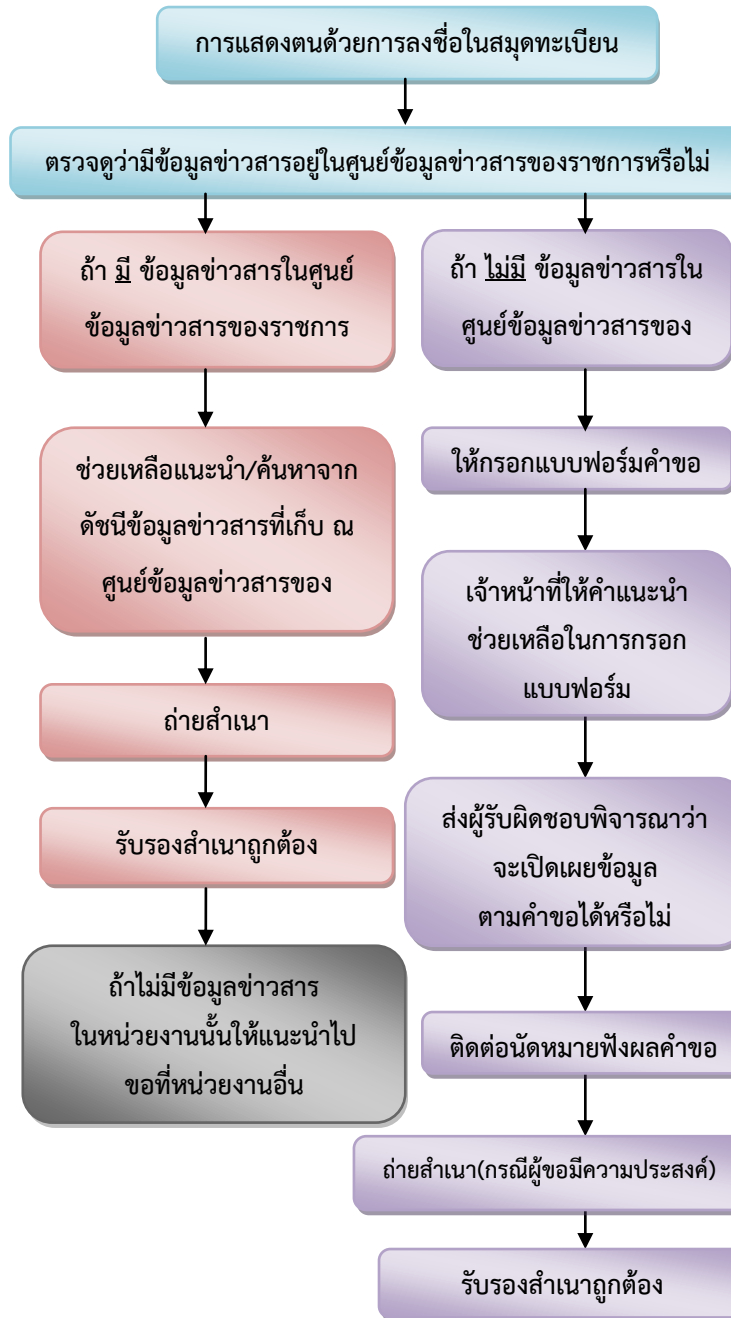 การแสดงตนด้วยการลงชื่อในสมุดทะเบียน
ตรวจดูว่ามีข้อมูลข่าวสารอยู่ในศูนย์ข้อมูลข่าวสารของราชการหรือไม่
ถ้า มี ข้อมูลข่าวสารในศูนย์
ข้อมูลข่าวสารของราชการ
ช่วยเหลือแนะนำ/ค้นหาจาก
ดัชนีข้อมูลข่าวสารที่เก็บ ณ
ศูนย์ข้อมูลข่าวสารของ
ถ่ายสำเนา
รับรองสำเนาถูกต้อง
ถ้าไม่มีข้อมูลข่าวสาร
ในหน่วยงานนั้นให้แนะนำไป
ขอที่หน่วยงานอื่น
ถ้า ไม่มี ข้อมูลข่าวสารใน
ศูนย์ข้อมูลข่าวสารของ
ให้กรอกแบบฟอร์มคำขอ
เจ้าหน้าที่ให้คำแนะนำ
ช่วยเหลือในการกรอก
แบบฟอร์ม
ส่งผู้รับผิดชอบพิจารณาว่า
จะเปิดเผยข้อมูล
ตามคำขอได้หรือไม่
ติดต่อนัดหมายฟังผลคำขอ
ถ่ายสำเนา(กรณีผู้ขอมีความประสงค์)
รับรองสำเนาถูกต้อง